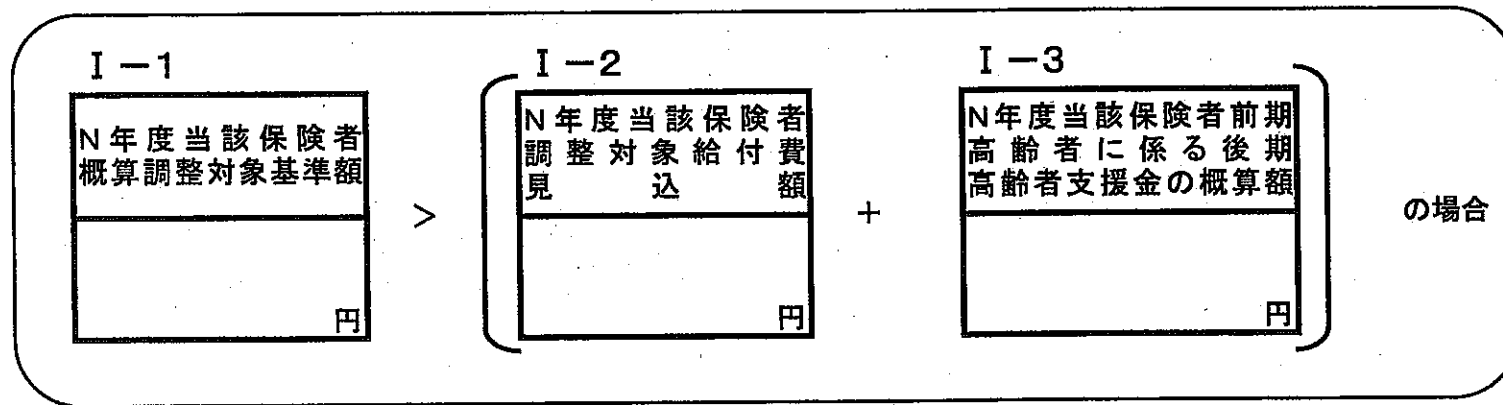 Ⅰ－1
N年度当該保険者
概算調整対象基準額
円
>
Ⅰ－2
N年度当該保険者
調整対象給付費
見込額
円
+
Ⅰ－3
N年度当該保険者前期
高齢者に係る後期
高齢者支援金の概算額
円
の場合